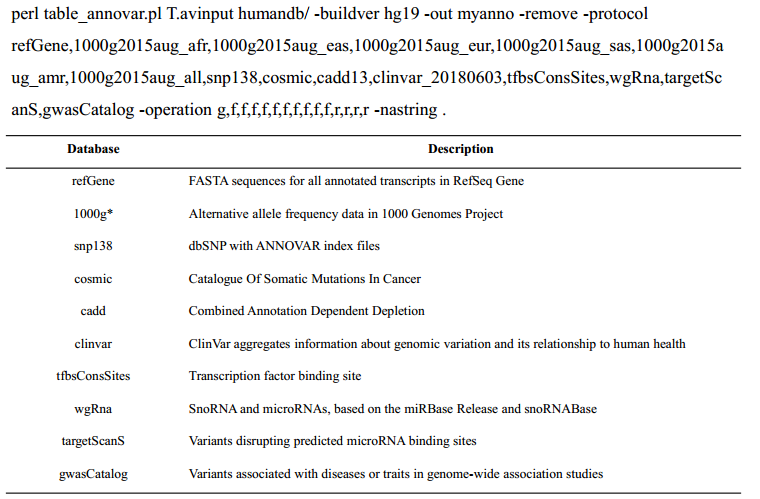 perl table_annovar.pl T.avinput humandb/ -buildver hg19 -out myanno -remove -protocol
refGene,1000g2015aug_afr,1000g2015aug_eas,1000g2015aug_eur,1000g2015aug_sas,1000g2015a
ug_amr,1000g2015aug_all,snp138,cosmic,cadd13,clinvar_20180603,tfbsConsSites,wgRna,targetSc
anS,gwasCatalog -operation g,f,f,f,f,f,f,f,f,f,f,r,r,r,r -nastring .
Database Description
refGene FASTA sequences for all annotated transcripts in RefSeq Gene
1000g* Alternative allele frequency data in 1000 Genomes Project
snp138 dbSNP with ANNOVAR index files
cosmic Catalogue Of Somatic Mutations In Cancer
cadd Combined Annotation Dependent Depletion
clinvar ClinVar aggregates information about genomic variation and its relationship to human health
tfbsConsSites Transcription factor binding site
wgRna SnoRNA and microRNAs, based on the miRBase Release and snoRNABase
targetScanS Variants disrupting predicted microRNA binding sites
gwasCatalog Variants associated with diseases or traits in genome-wide association studies